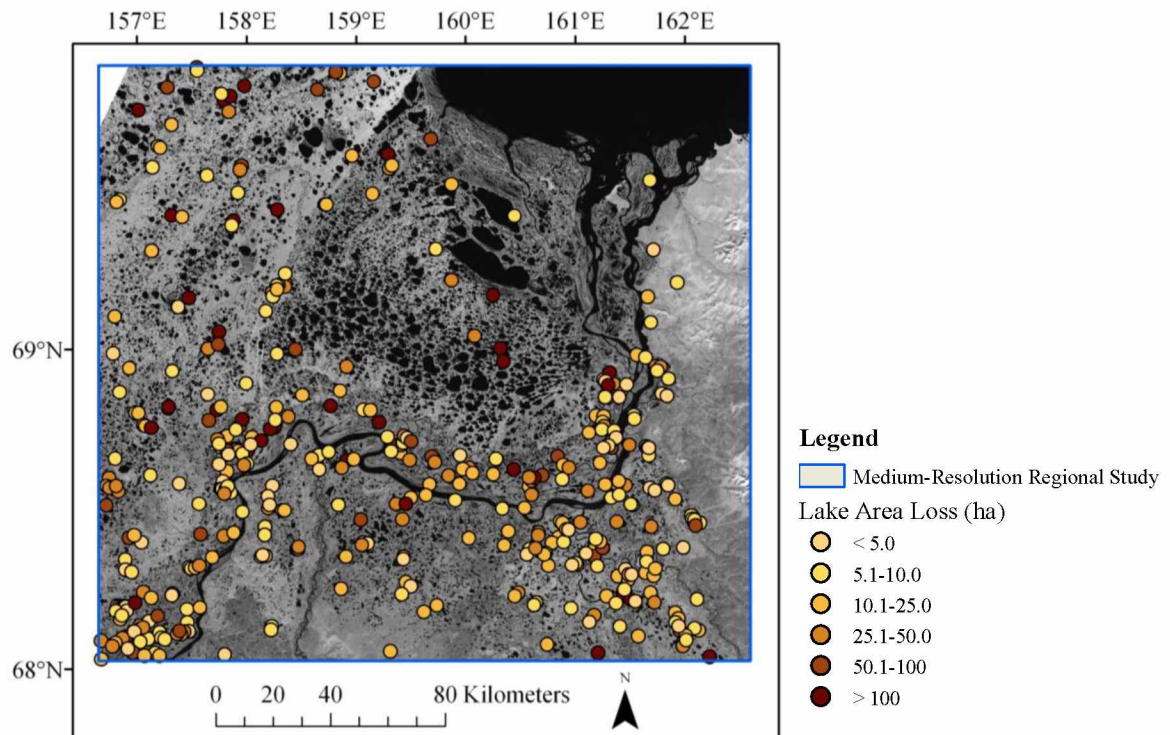 157°E 158°E 159°E 160°E 161°E 162°E
69°N
68°N
0 20 40 80 Kilometers
N
Legend
Medium-Resolution Regional Study
Lake Area Loss (ha)
< 5.0
5.1-10.0
10.1-25.0
25.1-50.0
50.1-100
> 100